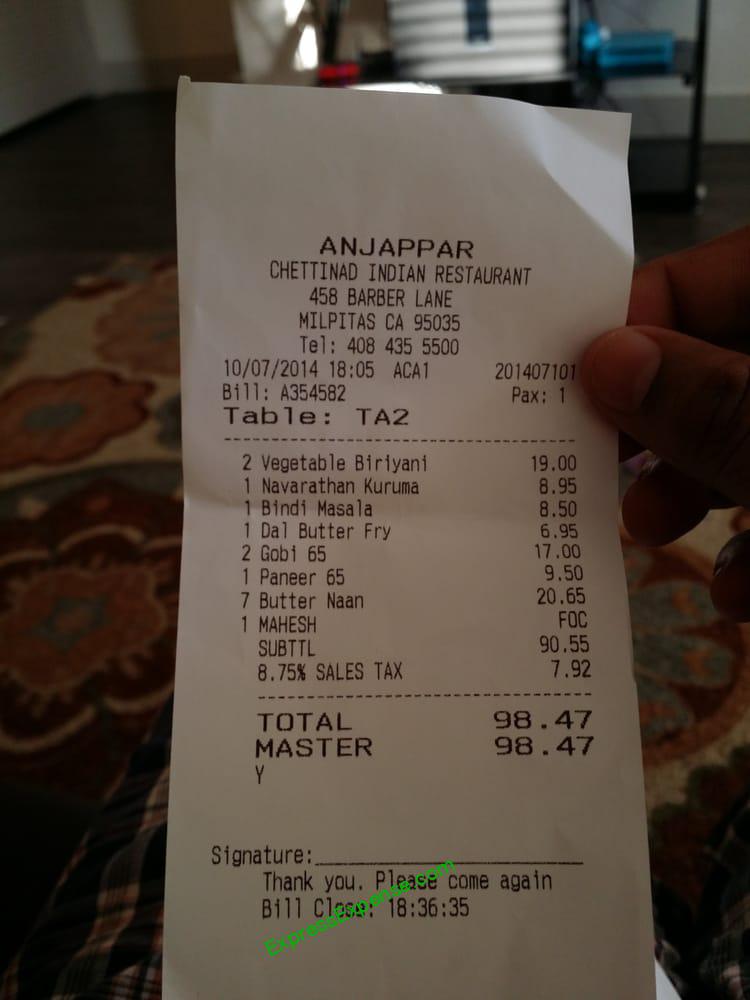 ANJAPPAR
CHETTINAD INDIAN RESTAURANT
458 BARBER LANE
MILPITAS CA 95035
Tel: 408 435 5500
10/07/2014 18:05 ACA1 201407101
Bill: A354582 Pax: 1
Table: TA2
2 Vegetable Biriyani 19.00
1 Navarathan Kuruma 8.95
1 Bindi Masala 8.50
1 Dal Butter Fry 6.95
2 Gobi 65 17.00
1 Paneer 65 9.50
7 Butter Naan 20.65
1 MAHESH FOC
SUBTTL 90.55
8.75% SALES TAX 7.92
TOTAL 98.47
MASTER 98.47
Y
Signature:
Thank you. Please come again
Bill Close: 18:36:35
ExpressExpense.com